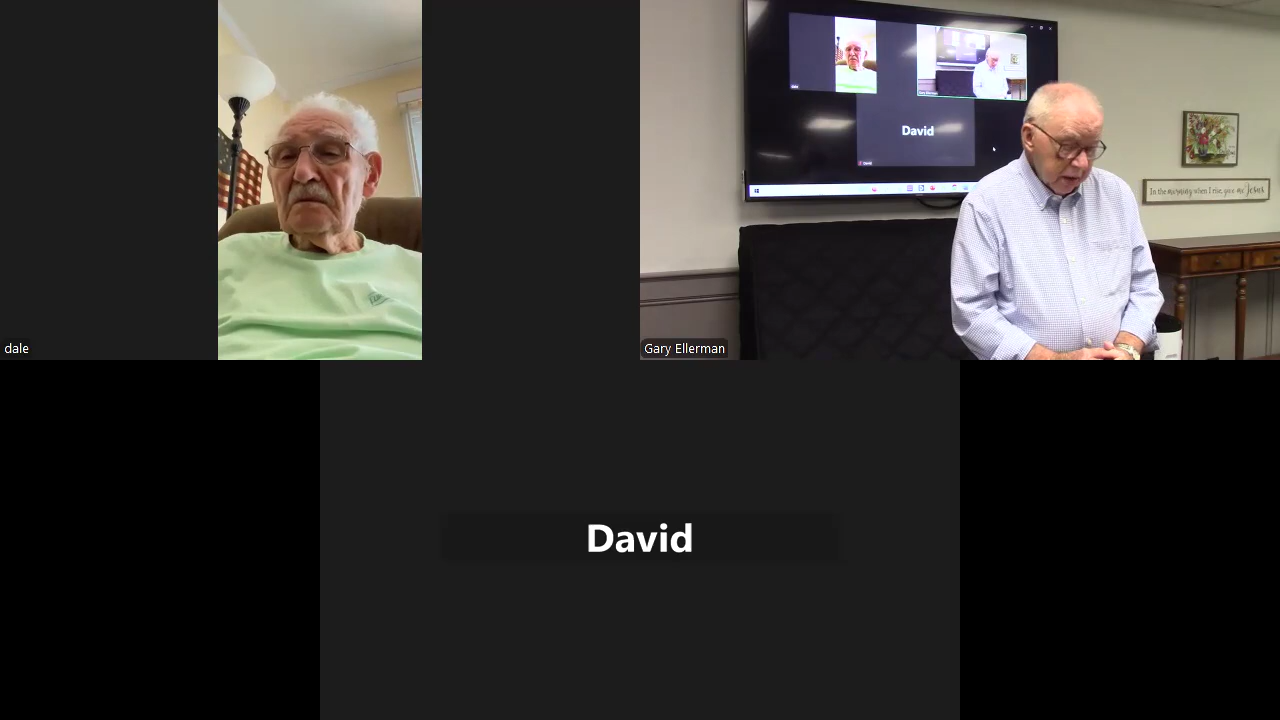 David
In the morning when I rise, give me Jesus
dale
Gary Ellerman
David